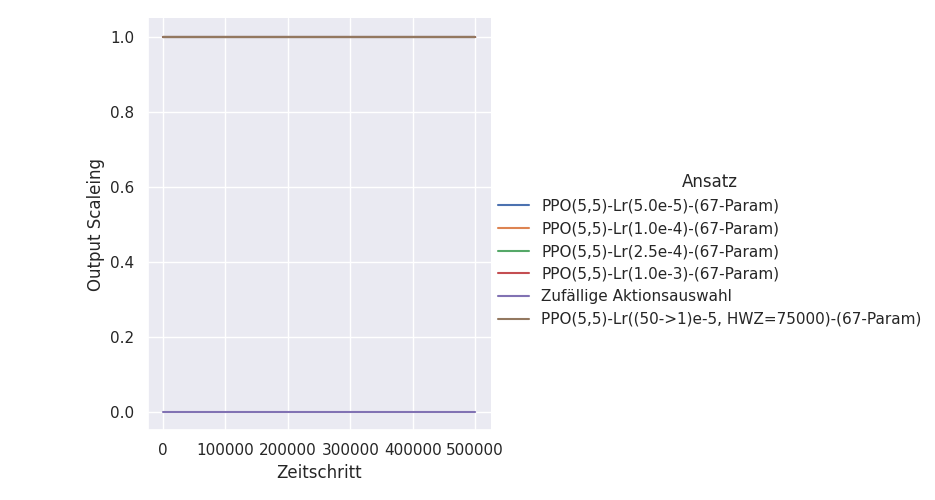 1.0
0.8
0.6
0.4
0.2
0.0
Output Scaleing
0 100000 200000 300000 400000 500000
Zeitschritt
Ansatz
PPO(5,5)-Lr(5.0e-5)-(67-Param)
PPO(5,5)-Lr(1.0e-4)-(67-Param)
PPO(5,5)-Lr(2.5e-4)-(67-Param)
PPO(5,5)-Lr(1.0e-3)-(67-Param)
Zufällige Aktionsauswahl
PPO(5,5)-Lr((50->1)e-5, HWZ=75000)-(67-Param)